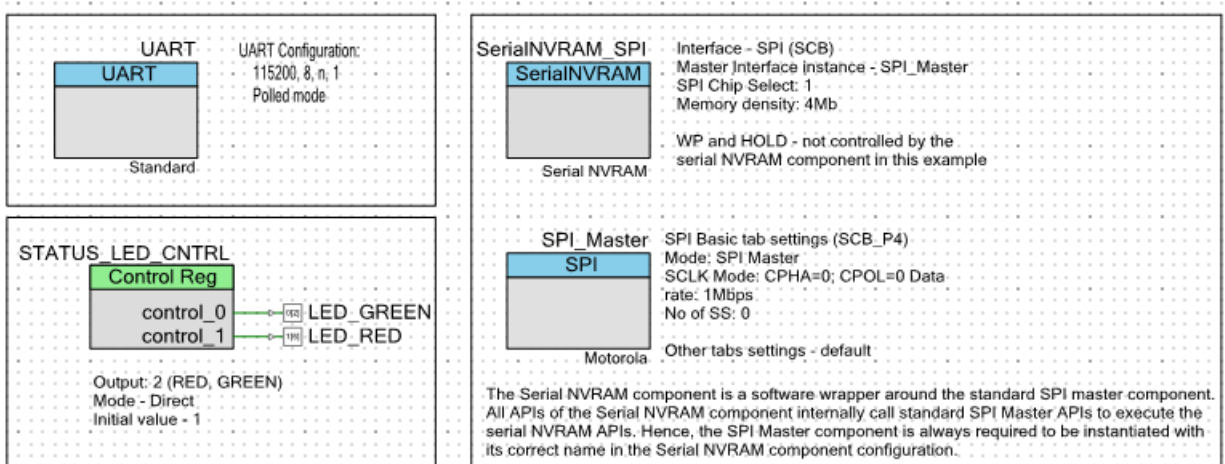 UART
UART Configuration:
115200, 8, n, 1
Polled mode
UART
Standard
STATUS_LED_CNTRL
Control Reg
control_0
LED_GREEN
control_1
LED_RED
Output: 2 (RED, GREEN)
Mode - Direct
Initial value - 1
SerialNVRAM_SPI
SerialNVRAM
Serial NVRAM
Interface - SPI (SCB)
Master Interface instance - SPI_Master
SPI Chip Select: 1
Memory density: 4Mb
WP and HOLD - not controlled by the
serial NVRAM component in this example
SPI_Master
SPI
Motorola
SPI Basic tab settings (SCB_P4)
Mode: SPI Master
SCLK Mode: CPHA=0; CPOL=0 Data
rate: 1Mbps
No of SS: 0
Other tabs settings - default
The Serial NVRAM component is a software wrapper around the standard SPI master component.
All APIs of the Serial NVRAM component internally call standard SPI Master APIs to execute the
serial NVRAM APIs. Hence, the SPI Master component is always required to be instantiated with
its correct name in the Serial NVRAM component configuration.